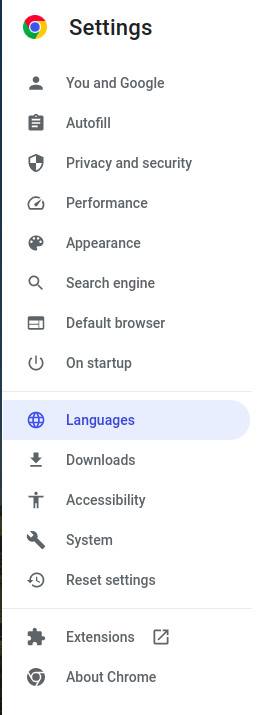 Settings
You and Google
Autofill
Privacy and security
Performance
Appearance
Search engine
Default browser
On startup
Languages
Downloads
Accessibility
System
Reset settings
Extensions
About Chrome